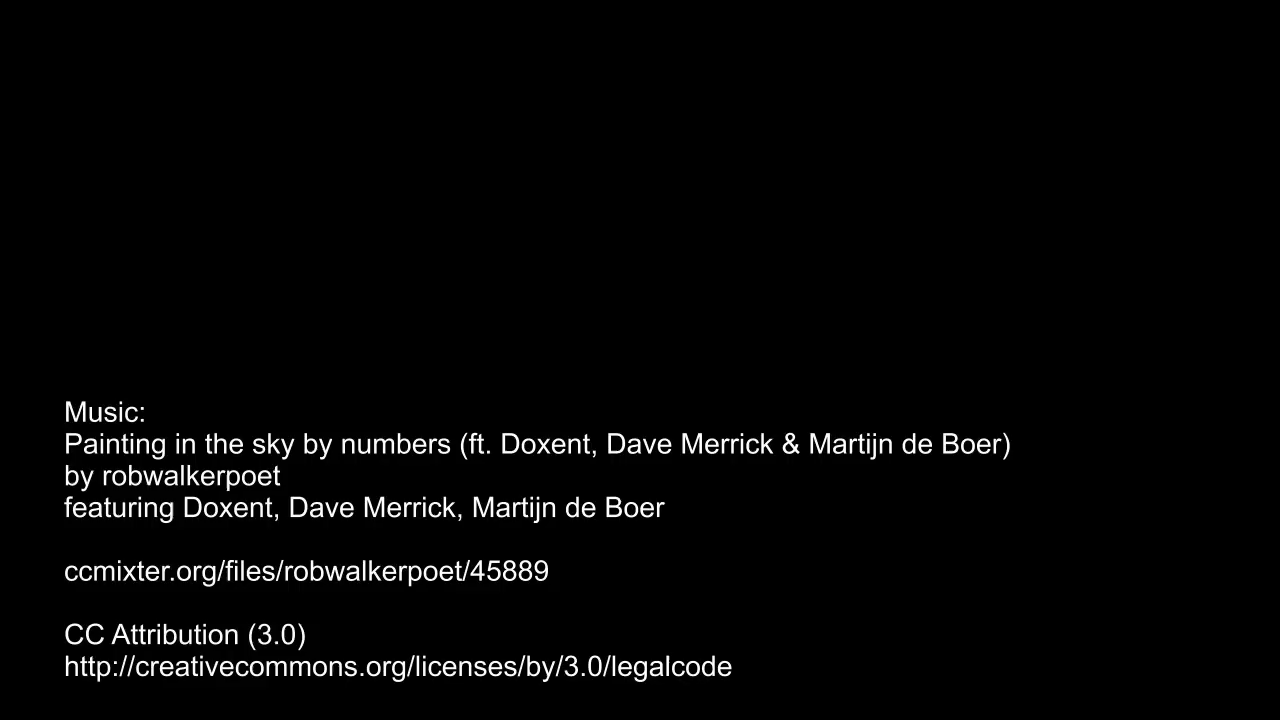 Music:
Painting in the sky by numbers (ft. Doxent, Dave Merrick & Martijn de Boer)
by robwalkerpoet
featuring Doxent, Dave Merrick, Martijn de Boer
ccmixter.org/files/robwalkerpoet/45889
CC Attribution (3.0)
http://creativecommons.org/licenses/by/3.0/legalcode